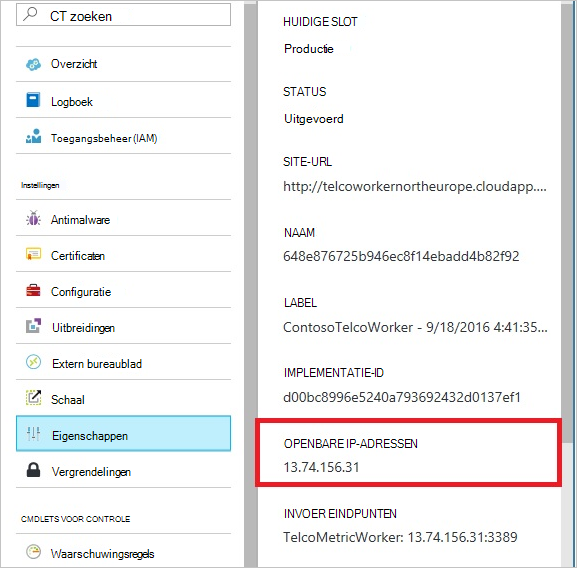 CT zoeken
Overzicht
Logboek
Toegangsbeheer (IAM)
Instellingen
Antimalware
Certificaten
Configuratie
Uitbreidingen
Extern bureaublad
Schaal
Eigenschappen
Vergrendelingen
CMDLETS VOOR CONTROLE
Waarschuwingsregels
HUIDIGE SLOT
Productie
STATUS
Uitgevoerd
SITE-URL
http://telcoworkernortheurope.cloudapp....
NAAM
648e876725b946ec8f14ebadd4b82f92
LABEL
ContosoTelcoWorker - 9/18/2016 4:41:35...
IMPLEMENTATIE-ID
d00bc8996e5240a793692432d0137ef1
OPENBARE IP-ADRESSEN
13.74.156.31
INVOER EINDPUNTEN
TelcoMetricWorker: 13.74.156.31:3389